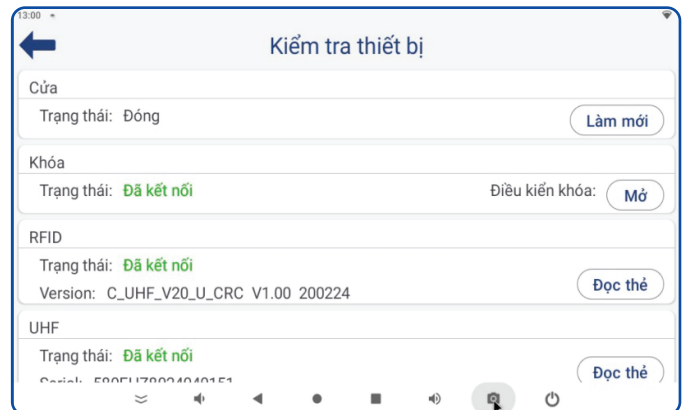 13:00
Kiểm tra thiết bị
Cửa
Trạng thái: Đóng
Làm mới
Khóa
Trạng thái: Đã kết nối
Điều kiển khóa: Mở
RFID
Trạng thái: Đã kết nối
Version: C_UHF_V20_U_CRC V1.00 200224
Đọc thẻ
UHF
Trạng thái: Đã kết nối
Đọc thẻ